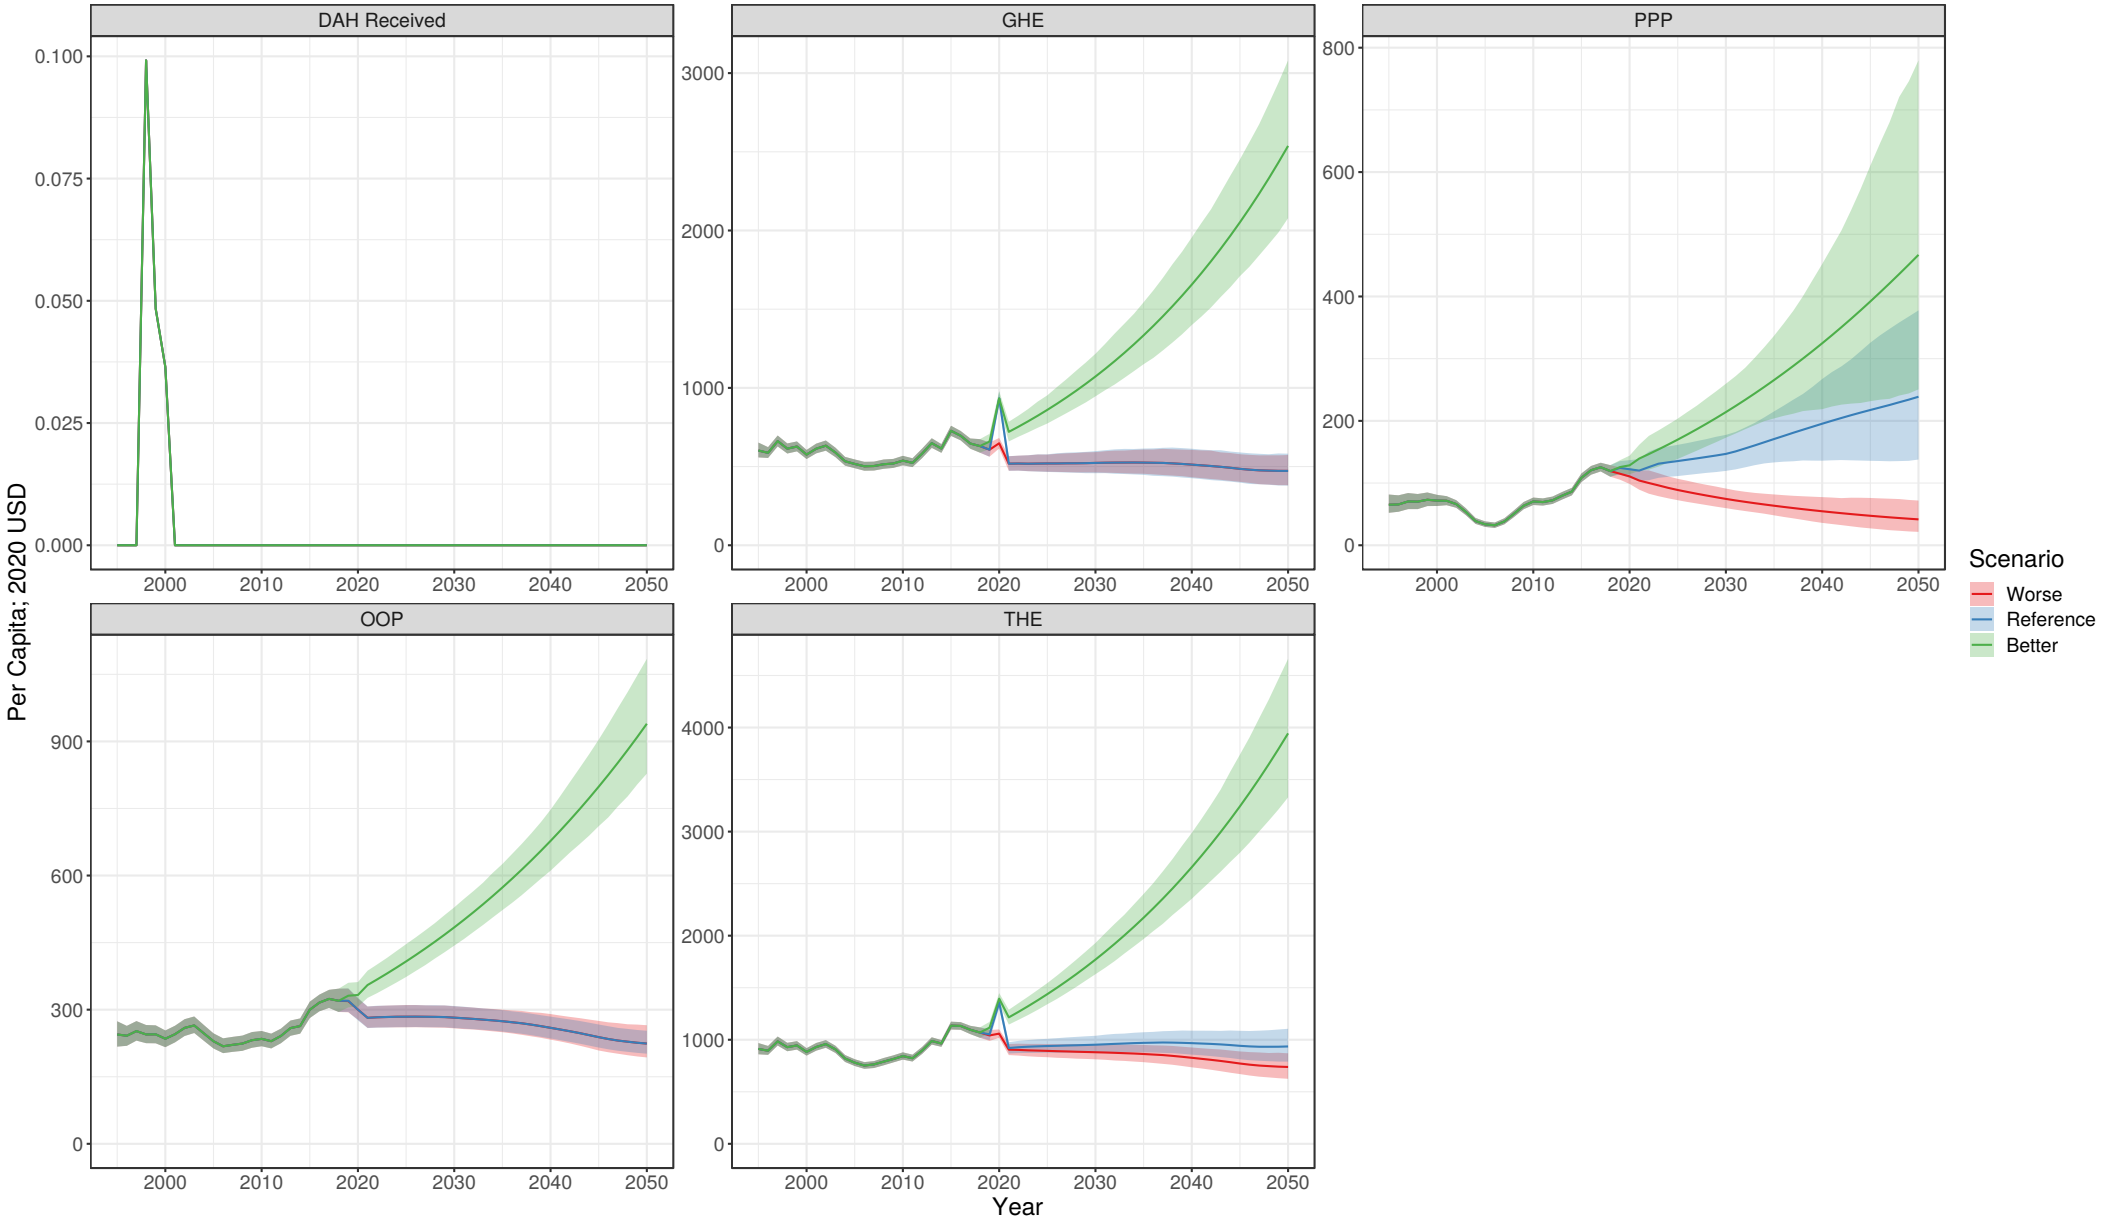 DAH Received
GHE
PPP
0.100
0.075
0.050
0.025
0.000
3000
2000
1000
0
800
600
400
200
0
2000 2010 2020 2030 2040 2050
2000 2010 2020 2030 2040 2050
2000 2010 2020 2030 2040 2050
OOP
THE
900
600
300
0
4000
3000
2000
1000
0
2000 2010 2020 2030 2040 2050
2000 2010 2020 2030 2040 2050
Per Capita; 2020 USD
Year
Scenario
Worse
Reference
Better